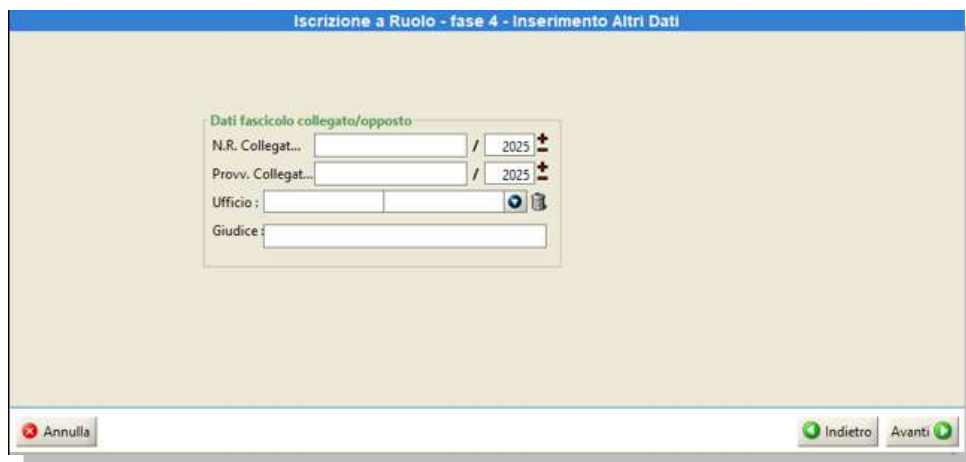 Iscrizione a Ruolo - fase 4 - Inserimento Altri Dati
Dati fascicolo collegato/opposto
N.R. Collegat... / 2025
Provv. Collegat... / 2025
Ufficio :
Giudice :
Annulla Indietro Avanti